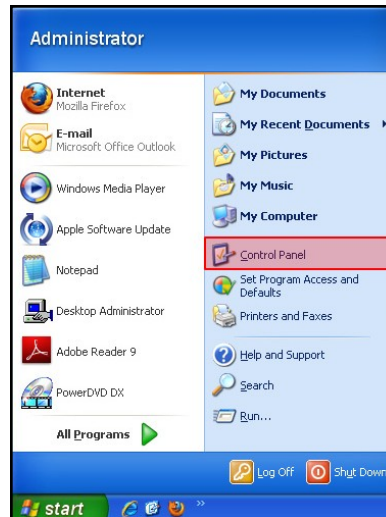 Administrator
Internet
Mozilla Firefox
E-mail
Microsoft Office Outlook
Windows Media Player
Apple Software Update
Notepad
Desktop Administrator
Adobe Reader 9
PowerDVD DX
All Programs
My Documents
My Recent Documents
My Pictures
My Music
My Computer
Control Panel
Set Program Access and
Defaults
Printers and Faxes
Help and Support
Search
Run...
Log Off
Shut Down
start
»